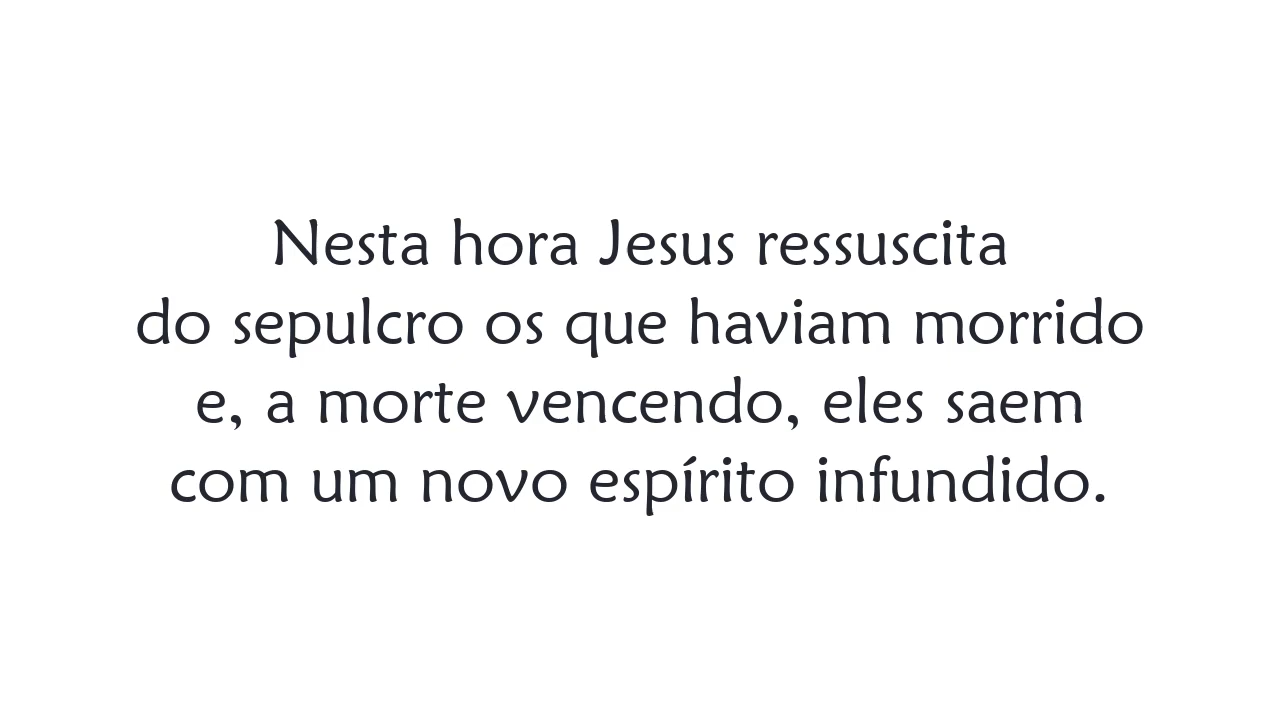 Nesta hora Jesus ressuscita
do sepulcro os que haviam morrido
e, a morte vencendo, eles saem
com um novo espírito infundido.